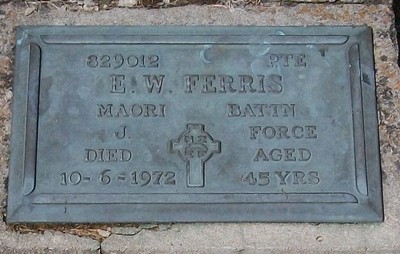 829012 PTE
E. W. FERRIS
MAORI BATTN
J. FORCE
DIED AGED
10-6-1972 45 YRS